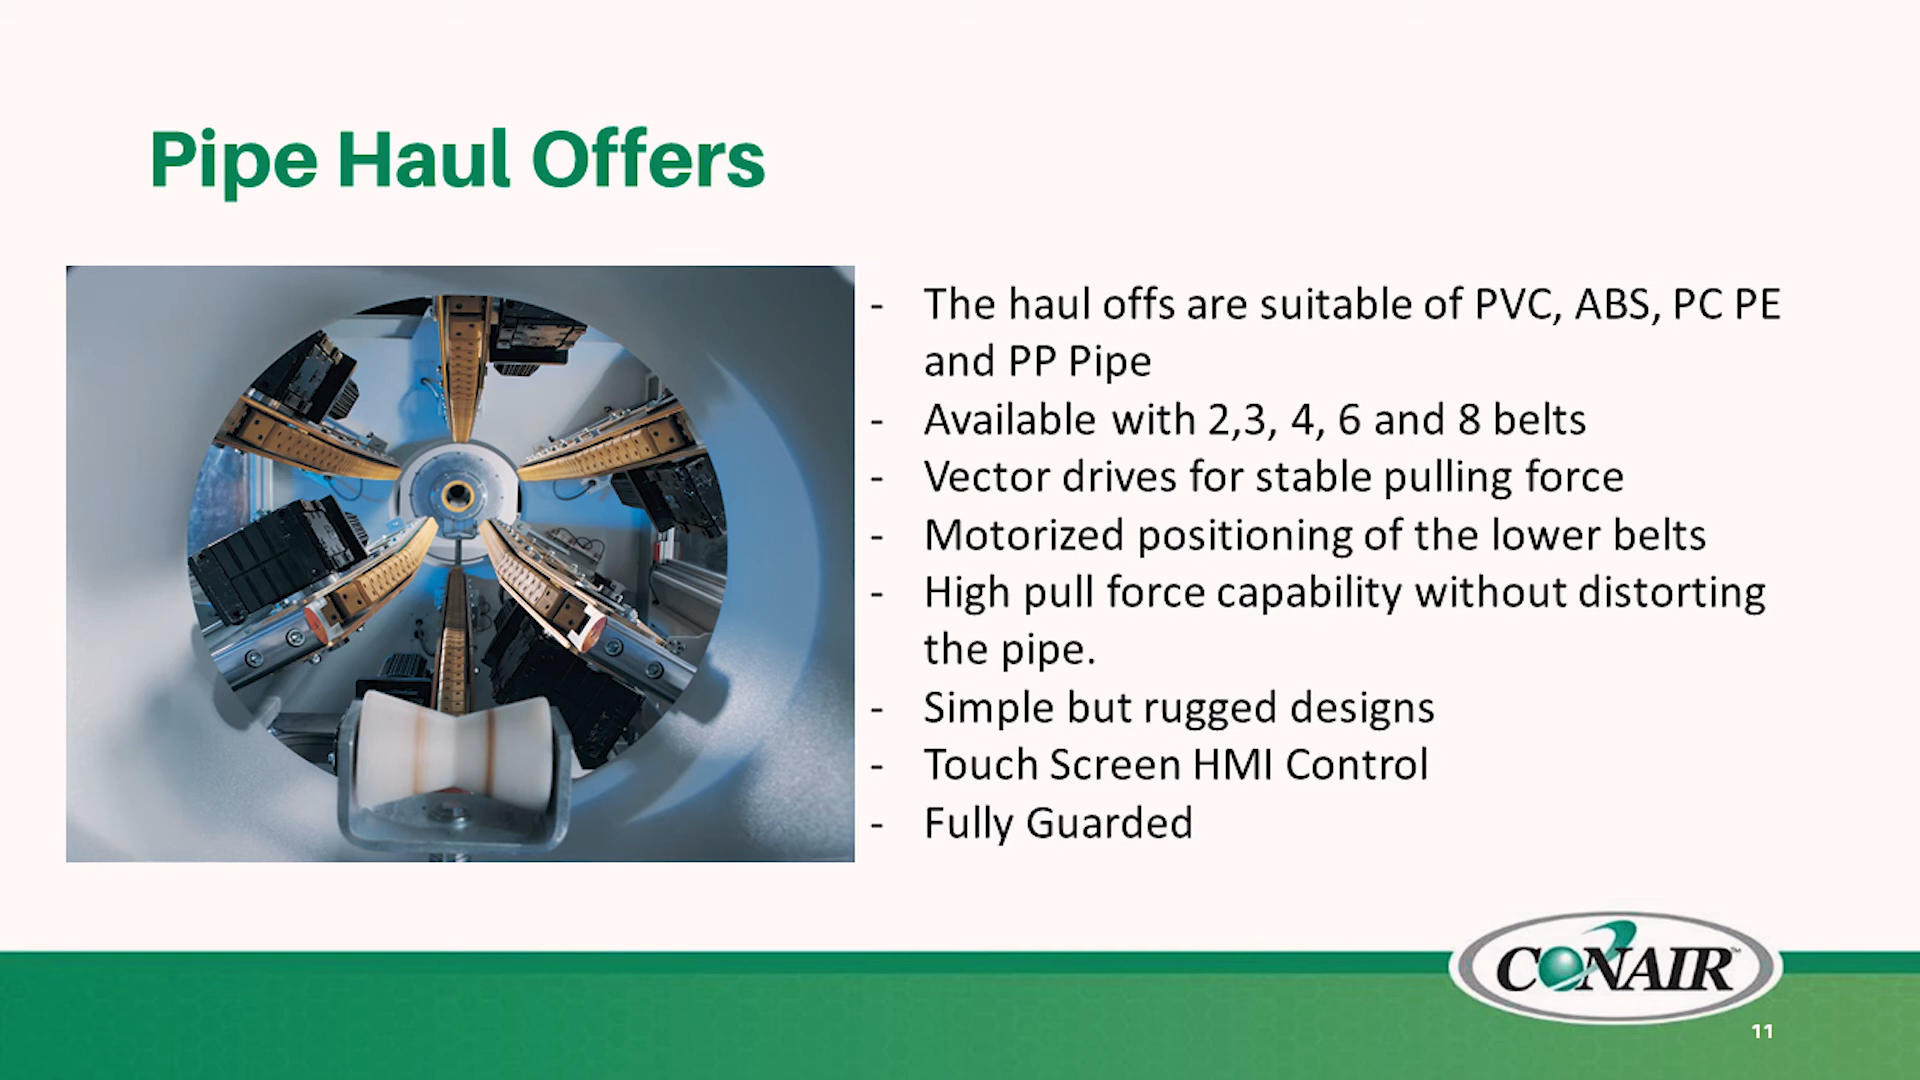 Pipe Haul Offers
- The haul offs are suitable of PVC, ABS, PC PE
and PP Pipe
- Available with 2,3, 4, 6 and 8 belts
- Vector drives for stable pulling force
- Motorized positioning of the lower belts
- High pull force capability without distorting
the pipe.
- Simple but rugged designs
- Touch Screen HMI Control
- Fully Guarded
CONAIR™
11